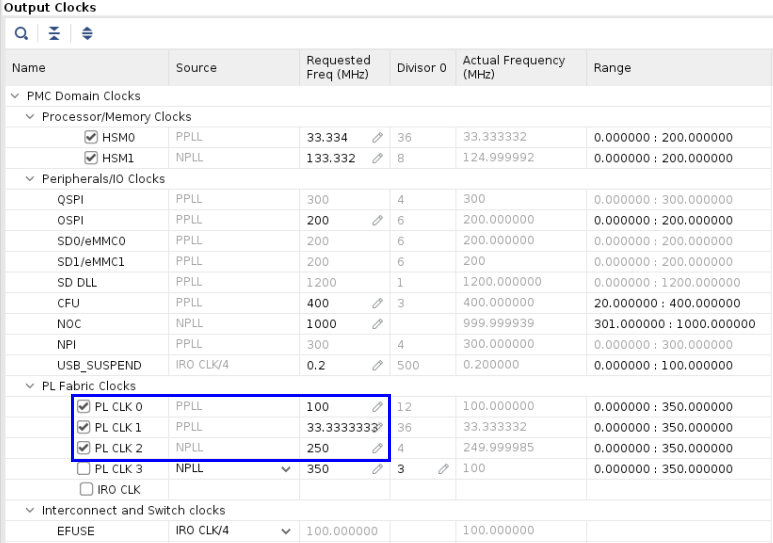 Output Clocks
Name Source Requested Freq (MHz) Divisor 0 Actual Frequency (MHz) Range
PMC Domain Clocks
Processor/Memory Clocks
HSM0 PPLL 33.334 36 33.333332 0.000000 : 200.000000
HSM1 NPLL 133.332 8 124.999992 0.000000 : 200.000000
Peripherals/IO Clocks
QSPI PPLL 300 4 300 0.000000 : 300.000000
OSPI PPLL 200 6 200.000000 0.000000 : 200.000000
SD0/eMMC0 PPLL 200 6 200.000000 0.000000 : 200.000000
SD1/eMMC1 PPLL 200 6 200 0.000000 : 200.000000
SD DLL PPLL 1200 1 1200.000000 0.000000 : 1200.000000
CFU PPLL 400 3 400.000000 20.000000 : 400.000000
NOC NPLL 1000 999.999939 301.000000 : 1000.000000
NPI PPLL 300 4 300.000000 0.000000 : 300.000000
USB_SUSPEND IRO CLK/4 0.2 500 0.200000 0.000000 : 100.000000
PL Fabric Clocks
PL CLK 0 PPLL 100 12 100.000000 0.000000 : 350.000000
PL CLK 1 PPLL 33.3333333 36 33.333332 0.000000 : 350.000000
PL CLK 2 NPLL 250 4 249.999985 0.000000 : 350.000000
PL CLK 3 NPLL 350 3 100 0.000000 : 350.000000
IRO CLK
Interconnect and Switch clocks
EFUSE IRO CLK/4 100.000000 100.000000